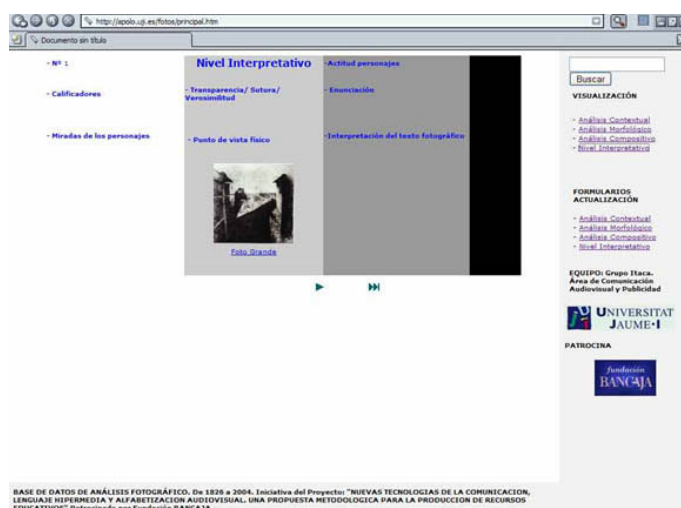 http://apolo.uji.es/fotos/principal.htm
Documento sin título
- Nº 1
- Calificadores
- Miradas de los personajes
Nivel Interpretativo
- Transparencia/ Sutura/
Verosimilitud
- Punto de vista físico
Foto Grande
-Actitud personajes
- Enunciación
-Interpretación del texto fotográfico
Buscar
VISUALIZACIÓN
- Análisis Contextual
- Análisis Morfológico
- Análisis Compositivo
- Nivel Interpretativo
FORMULARIOS
ACTUALIZACIÓN
- Análisis Contextual
- Análisis Morfológico
- Análisis Compositivo
- Nivel Interpretativo
EQUIPO: Grupo Itaca.
Área de Comunicación
Audiovisual y Publicidad
UNIVERSITAT
JAUME·I
PATROCINA
fundación
BANCAJA
BASE DE DATOS DE ANÁLISIS FOTOGRÁFICO. De 1826 a 2004. Iniciativa del Proyecto: "NUEVAS TECNOLOGIAS DE LA COMUNICACION,
LENGUAJE HIPERMEDIA Y ALFABETIZACION AUDIOVISUAL. UNA PROPUESTA METODOLOGICA PARA LA PRODUCCION DE RECURSOS
EDUCATIVOS" Patrocinado por Fundación BANCAJA